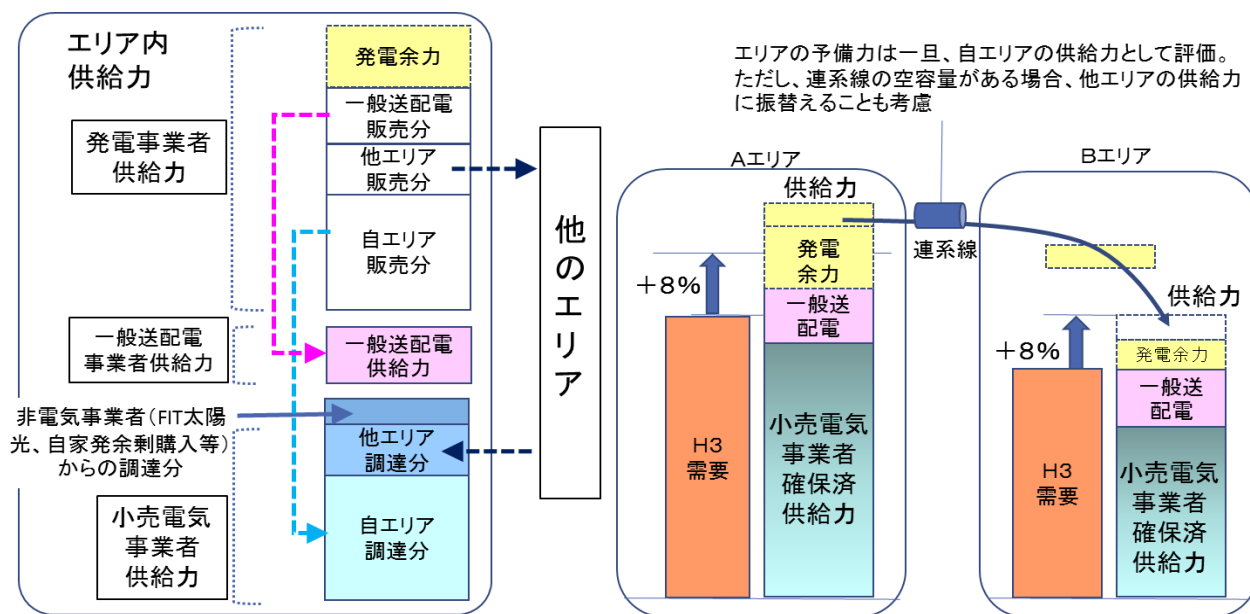 エリア内
供給力
発電事業者
供給力
一般送配電
事業者供給力
非電気事業者(FIT太陽
光、自家発余剰購入等)
からの調達分
小売電気
事業者
供給力
発電余力
一般送配電
販売分
他エリア
販売分
自エリア
販売分
一般送配電
供給力
他エリア
調達分
自エリア
調達分
他のエリア
エリアの予備力は一旦、自エリアの供給力として評価。
ただし、連系線の空容量がある場合、他エリアの供給力
に振替えることも考慮
Aエリア
供給力
発電
余力
+8%
一般送
配電
H3
需要
小売電気
事業者
確保済
供給力
連系線
Bエリア
供給力
+8%
発電余力
一般送
配電
H3
需要
小売電気
事業者
確保済
供給力